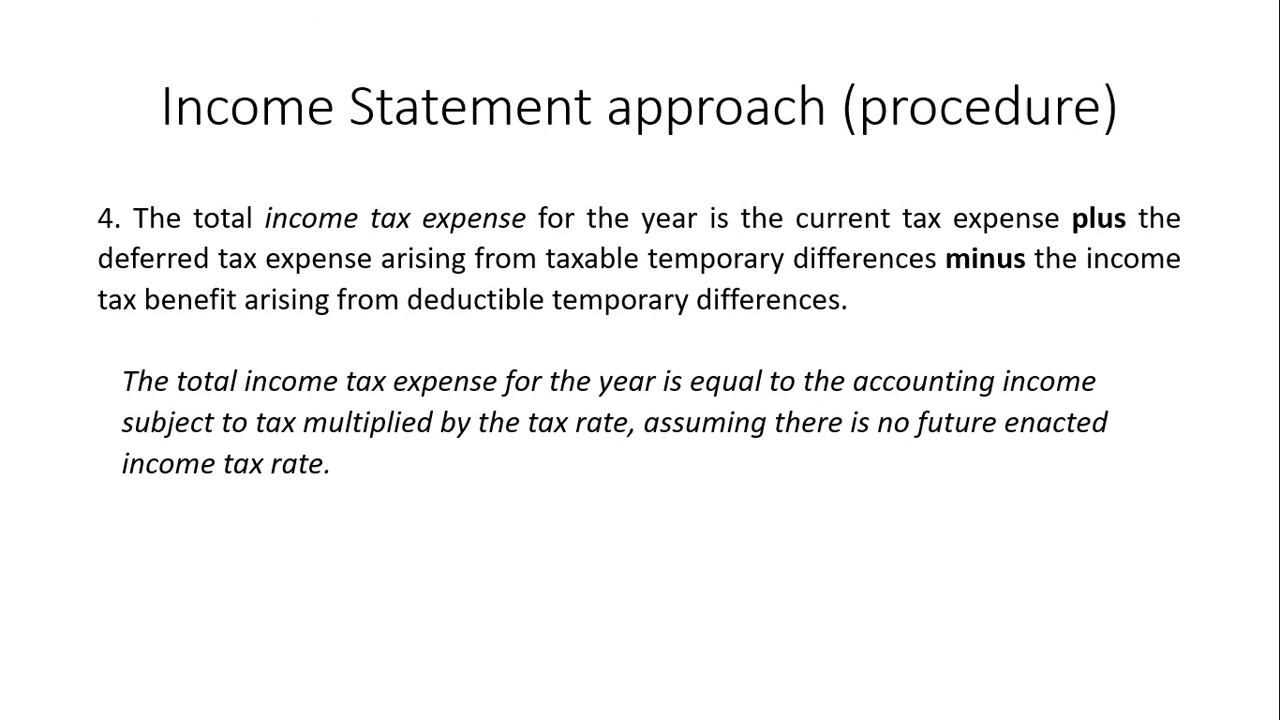 Income Statement approach (procedure)
4. The total income tax expense for the year is the current tax expense plus the
deferred tax expense arising from taxable temporary differences minus the income
tax benefit arising from deductible temporary differences.
The total income tax expense for the year is equal to the accounting income
subject to tax multiplied by the tax rate, assuming there is no future enacted
income tax rate.